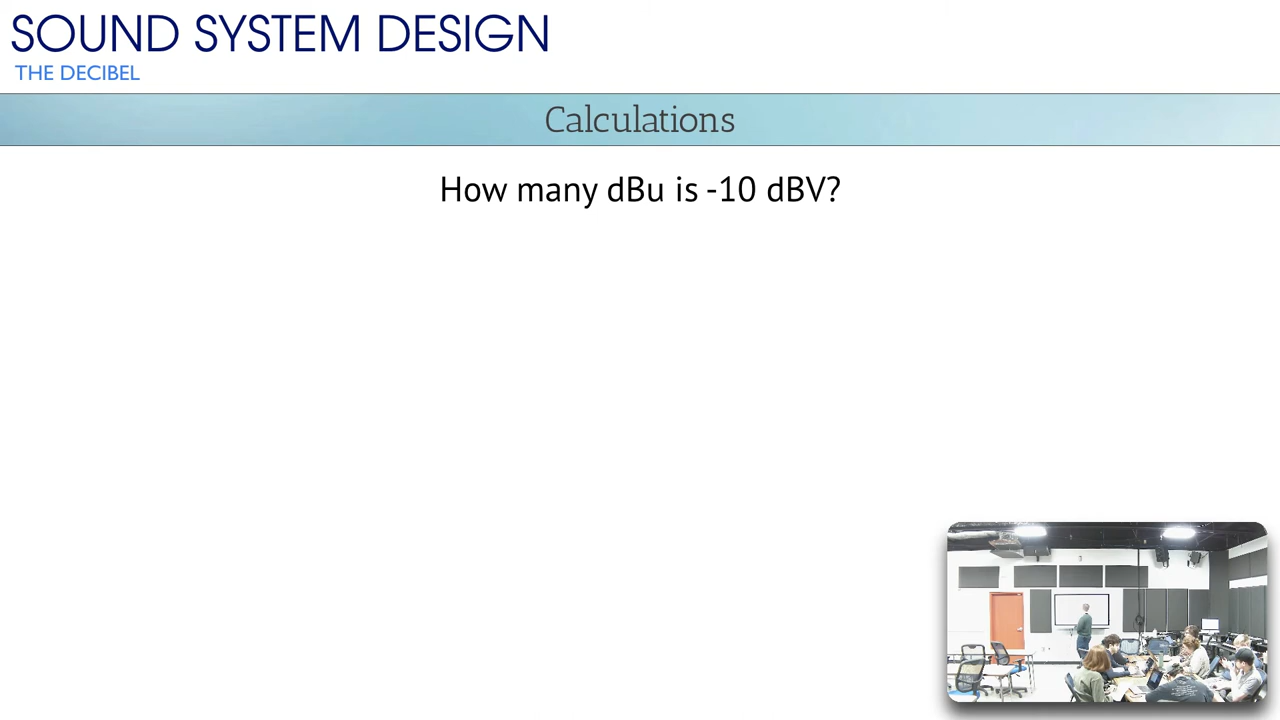 SOUND SYSTEM DESIGN
THE DECIBEL
Calculations
How many dBu is -10 dBV?